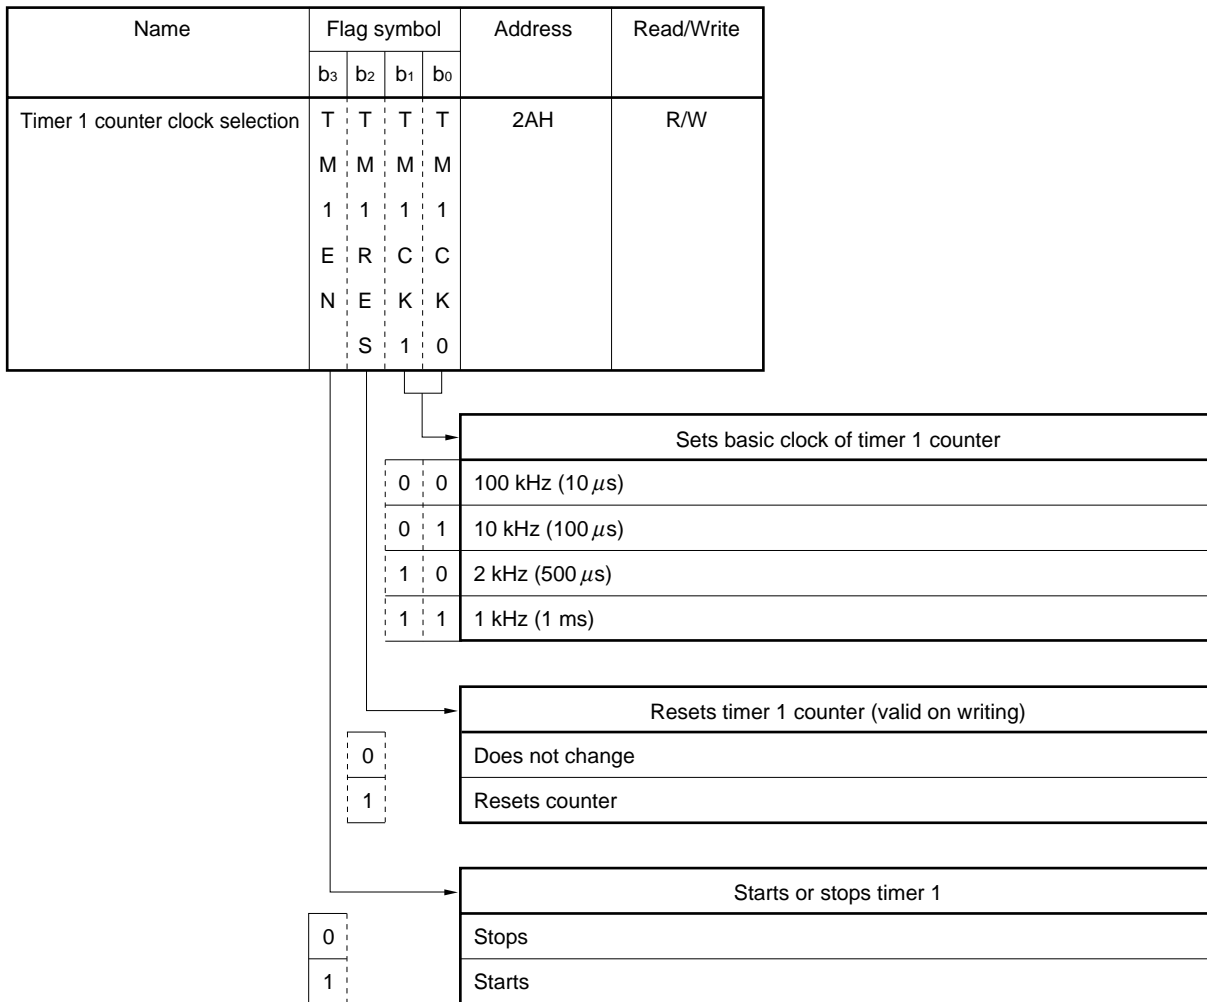 Name Flag symbol Address Read/Write
b3 b2 b1 b0
Timer 1 counter clock selection T T T T 2AH R/W
M M M M
1 1 1 1
E R C C
N E K K
S 1 0
Sets basic clock of timer 1 counter
0 0 100 kHz (10 μs)
0 1 10 kHz (100 μs)
1 0 2 kHz (500 μs)
1 1 1 kHz (1 ms)
Resets timer 1 counter (valid on writing)
0 Does not change
1 Resets counter
Starts or stops timer 1
0 Stops
1 Starts